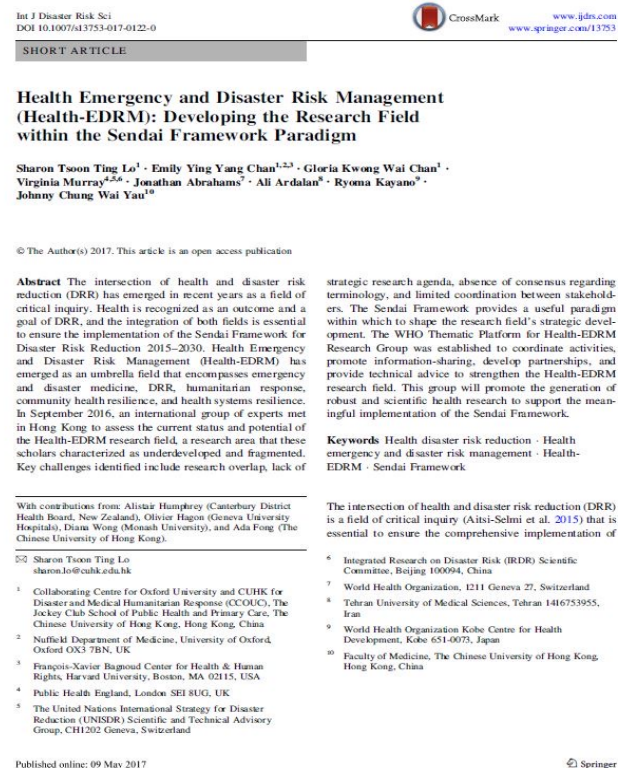 Int J Disaster Risk Sci
DOI 10.1007/s13753-017-0122-0
CrossMark
www.ijdrs.com
www.springer.com/13753
SHORT ARTICLE
Health Emergency and Disaster Risk Management
(Health-EDRM): Developing the Research Field
within the Sendai Framework Paradigm
Sharon Tsoon Ting Lo1 · Emily Ying Yang Chan1,2,3 · Gloria Kwong Wai Chan1 ·
Virginia Murray4,5,6 · Jonathan Abrahams7 · Ali Ardalan8 · Ryoma Kayano9 ·
Johnny Chung Wai Yau10
© The Author(s) 2017. This article is an open access publication
Abstract The intersection of health and disaster risk
reduction (DRR) has emerged in recent years as a field of
critical inquiry. Health is recognized as an outcome and a
goal of DRR, and the integration of both fields is essential
to ensure the implementation of the Sendai Framework for
Disaster Risk Reduction 2015–2030. Health Emergency
and Disaster Risk Management (Health-EDRM) has
emerged as an umbrella field that encompasses emergency
and disaster medicine, DRR, humanitarian response,
community health resilience, and health systems resilience.
In September 2016, an international group of experts met
in Hong Kong to assess the current status and potential of
the Health-EDRM research field, a research area that these
scholars characterized as underdeveloped and fragmented.
Key challenges identified include research overlap, lack of
strategic research agenda, absence of consensus regarding
terminology, and limited coordination between stakehold-
ers. The Sendai Framework provides a useful paradigm
within which to shape the research field's strategic devel-
opment. The WHO Thematic Platform for Health-EDRM
Research Group was established to coordinate activities,
promote information-sharing, develop partnerships, and
provide technical advice to strengthen the Health-EDRM
research field. This group will promote the generation of
robust and scientific health research to support the mean-
ingful implementation of the Sendai Framework.
Keywords Health disaster risk reduction · Health
emergency and disaster risk management · Health-
EDRM · Sendai Framework
With contributions from: Alistair Humphrey (Canterbury District
Health Board, New Zealand), Olivier Hagon (Geneva University
Hospitals), Diana Wong (Monash University), and Ada Fong (The
Chinese University of Hong Kong).
✉ Sharon Tsoon Ting Lo
sharon.lo@cuhk.edu.hk
1 Collaborating Centre for Oxford University and CUHK for
Disaster and Medical Humanitarian Response (CCOUC), The
Jockey Club School of Public Health and Primary Care, The
Chinese University of Hong Kong, Hong Kong, China
2 Nuffield Department of Medicine, University of Oxford,
Oxford OX3 7BN, UK
3 François-Xavier Bagnoud Center for Health & Human
Rights, Harvard University, Boston, MA 02115, USA
4 Public Health England, London SEI 8UG, UK
5 The United Nations International Strategy for Disaster
Reduction (UNISDR) Scientific and Technical Advisory
Group, CH1202 Geneva, Switzerland
The intersection of health and disaster risk reduction (DRR)
is a field of critical inquiry (Aitsi-Selmi et al. 2015) that is
essential to ensure the comprehensive implementation of
6 Integrated Research on Disaster Risk (IRDR) Scientific
Committee, Beijing 100094, China
7 World Health Organization, 1211 Geneva 27, Switzerland
8 Tehran University of Medical Sciences, Tehran 1416753955,
Iran
9 World Health Organization Kobe Centre for Health
Development, Kobe 651-0073, Japan
10 Faculty of Medicine, The Chinese University of Hong Kong,
Hong Kong, China
Published online: 09 May 2017
Springer